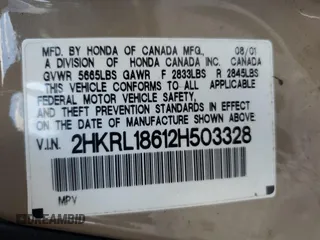 MFD. BY HONDA OF CANADA MFG., 08/01
A DIVISION OF HONDA CANADA INC. CANADA
GVWR 5665LBS GAWR F 2833LBS R 2845LBS
THIS VEHICLE CONFORMS TO ALL APPLICABLE
FEDERAL MOTOR VEHICLE SAFETY,
AND THEFT PREVENTION STANDARDS IN EFFECT
ON THE DATE OF MANUFACTURE SHOWN ABOVE.
V.I.N. 2HKRL18612H503328
MPV
DREAMBID